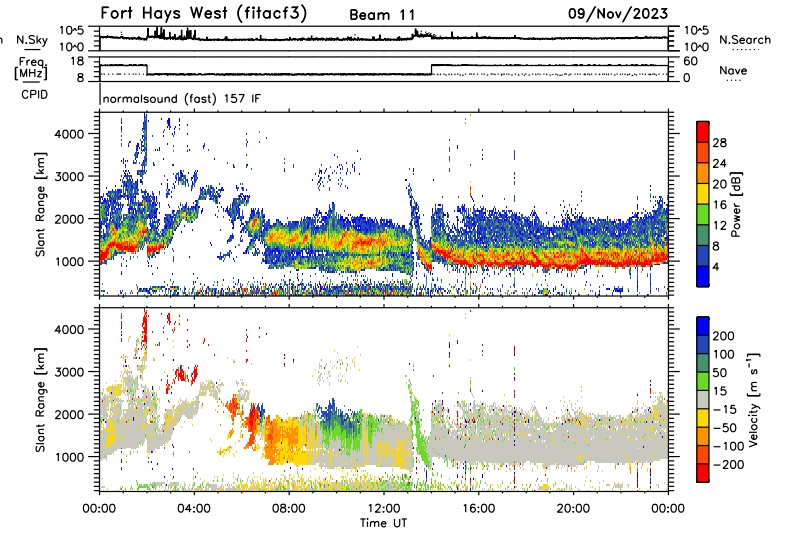 Fort Hays West (fitacf3) Beam 11 09/Nov/2023
N.Sky 10^5 10^0 10^5 10^0 N.Search
Freq. [MHz] 18 8 60 0 Nave
CPID normalsound (fast) 157 IF
Slant Range [km] 4000 3000 2000 1000
Power [dB] 28 24 20 16 12 8 4
Slant Range [km] 4000 3000 2000 1000
Velocity [m s⁻¹] 200 100 50 15 -15 -50 -100 -200
00:00 04:00 08:00 12:00 16:00 20:00 00:00
Time UT